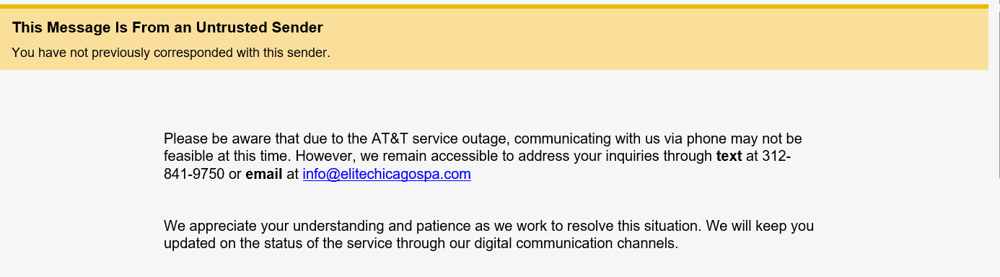 This Message Is From an Untrusted Sender
You have not previously corresponded with this sender.
Please be aware that due to the AT&T service outage, communicating with us via phone may not be
feasible at this time. However, we remain accessible to address your inquiries through text at 312-
841-9750 or email at info@elitechicagospa.com
We appreciate your understanding and patience as we work to resolve this situation. We will keep you
updated on the status of the service through our digital communication channels.